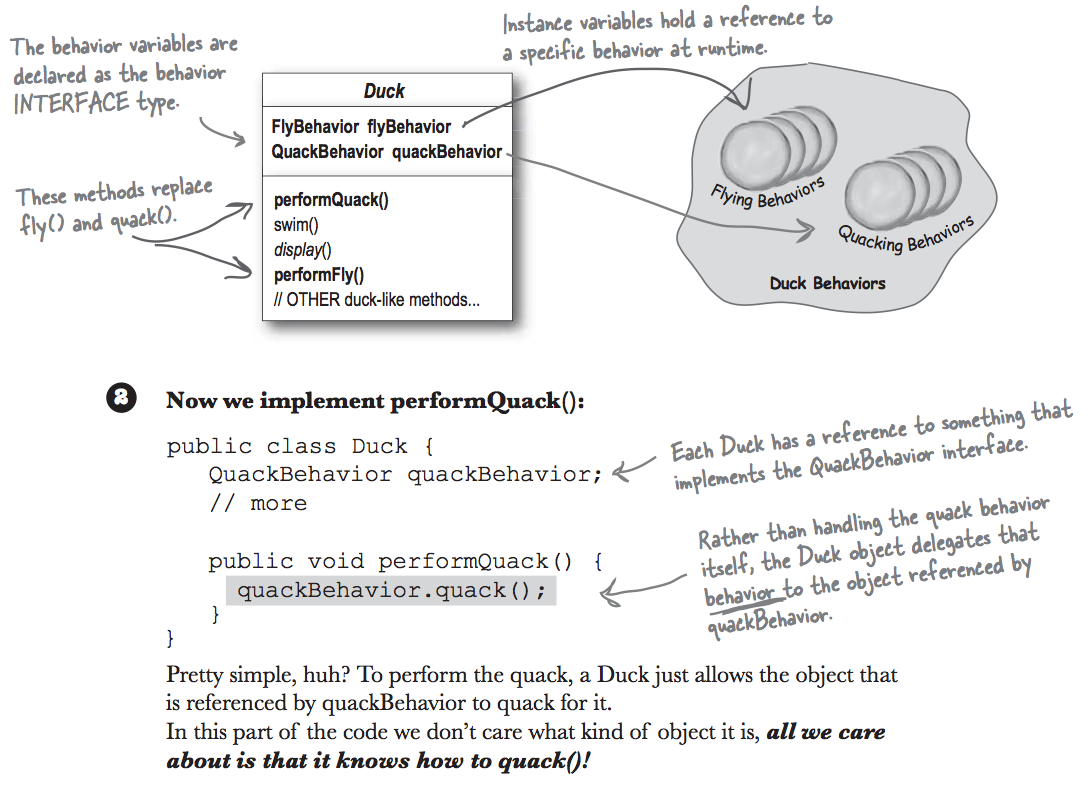 Instance variables hold a reference to
a specific behavior at runtime.
The behavior variables are
declared as the behavior
INTERFACE type.
Duck
FlyBehavior flyBehavior
QuackBehavior quackBehavior
These methods replace
fly() and quack().
performQuack()
swim()
display()
performFly()
// OTHER duck-like methods...
Flying Behaviors
Quacking Behaviors
Duck Behaviors
2 Now we implement performQuack():
public class Duck {
QuackBehavior quackBehavior;
// more
public void performQuack() {
quackBehavior.quack();
}
}
Each Duck has a reference to something that
implements the QuackBehavior interface.
Rather than handling the quack behavior
itself, the Duck object delegates that
behavior to the object referenced by
quackBehavior.
Pretty simple, huh? To perform the quack, a Duck just allows the object that
is referenced by quackBehavior to quack for it.
In this part of the code we don’t care what kind of object it is, all we care
about is that it knows how to quack()!